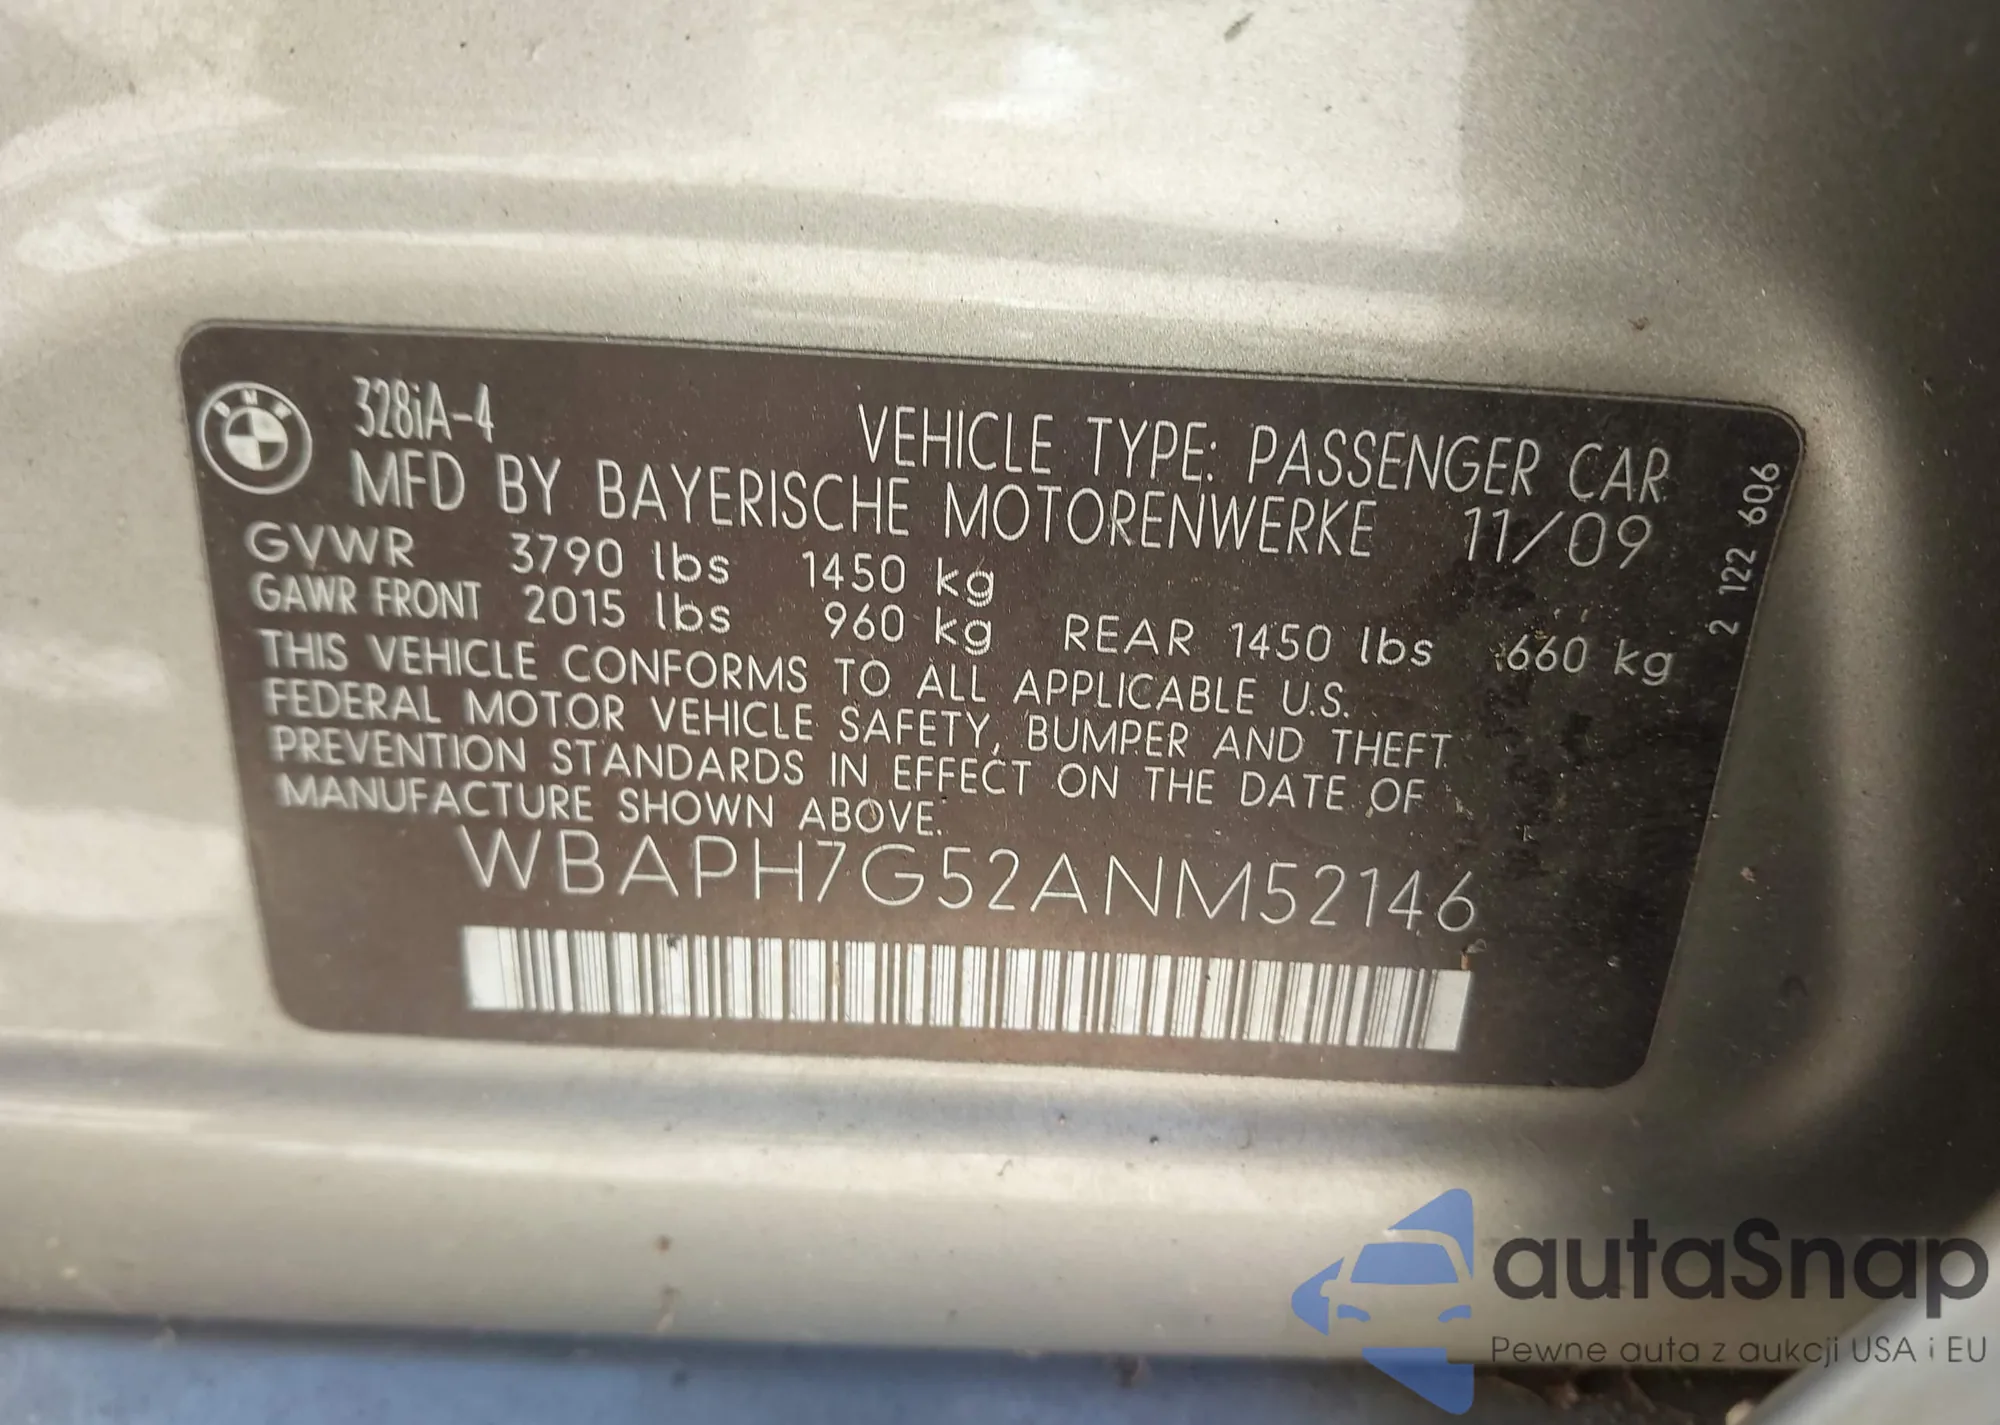 BMW
328iA-4
VEHICLE TYPE: PASSENGER CAR
MFD BY BAYERISCHE MOTORENWERKE 11/09
GVWR 3790 lbs 1450 kg
GAWR FRONT 2015 lbs 960 kg REAR 1450 lbs 660 kg
THIS VEHICLE CONFORMS TO ALL APPLICABLE U.S.
FEDERAL MOTOR VEHICLE SAFETY, BUMPER AND THEFT
PREVENTION STANDARDS IN EFFECT ON THE DATE OF
MANUFACTURE SHOWN ABOVE.
WBAPH7G52ANM52146
2 122 606
autaSnap
Pewne auta z aukcji USA i EU